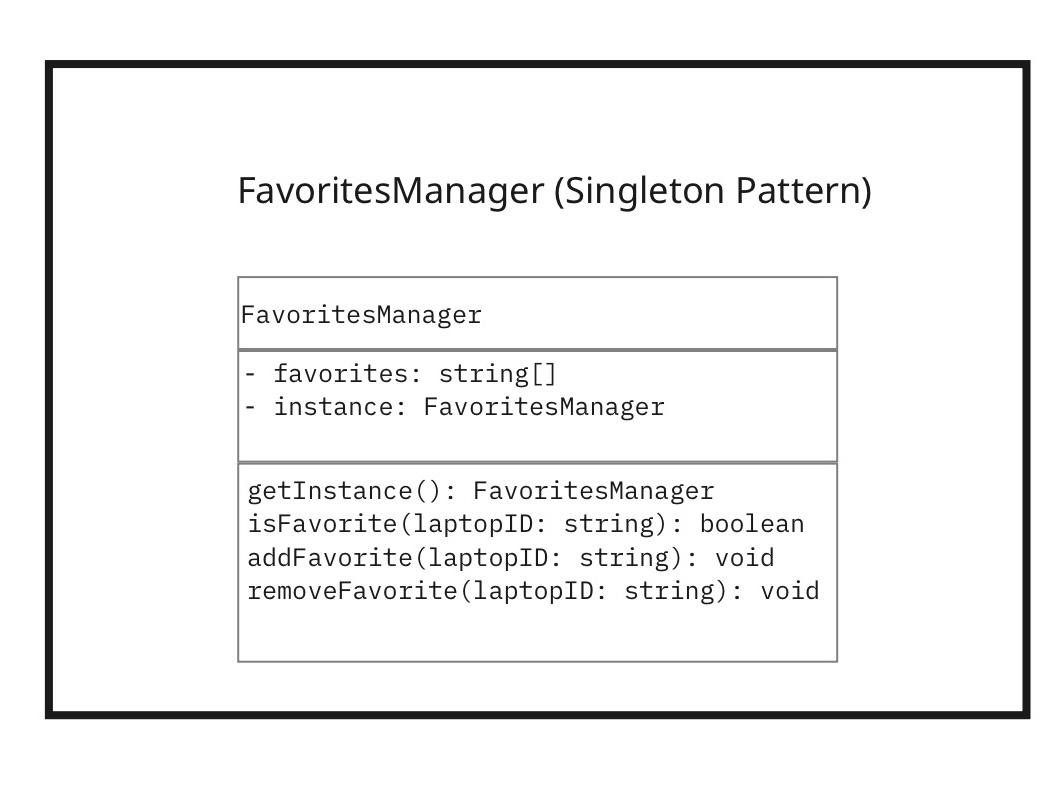 FavoritesManager (Singleton Pattern)
FavoritesManager
- favorites: string[]
- instance: FavoritesManager
getInstance(): FavoritesManager
isFavorite(laptopID: string): boolean
addFavorite(laptopID: string): void
removeFavorite(laptopID: string): void